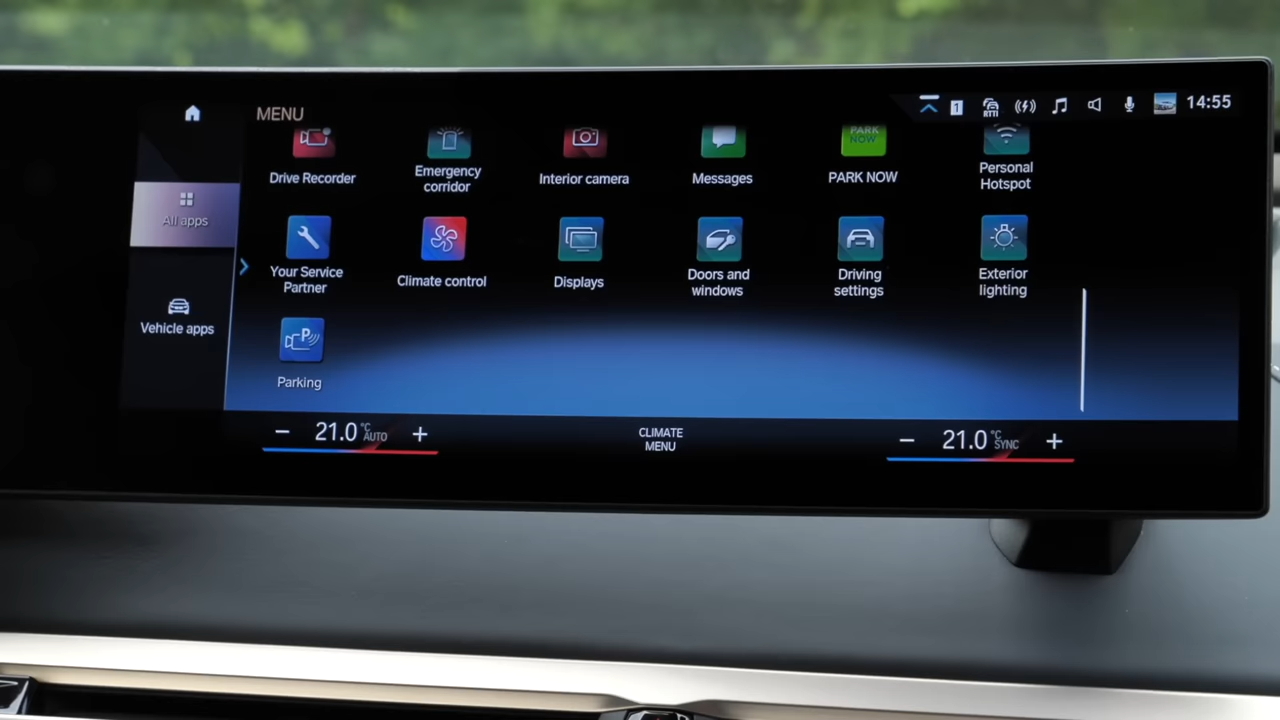 MENU
1
RTTI
14:55
All apps
Vehicle apps
Drive Recorder
Emergency
corridor
Interior camera
Messages
PARK
NOW
PARK NOW
Personal
Hotspot
Your Service
Partner
Climate control
Displays
Doors and
windows
Driving
settings
Exterior
lighting
P
Parking
− 21.0 °C AUTO +
CLIMATE
MENU
− 21.0 °C SYNC +